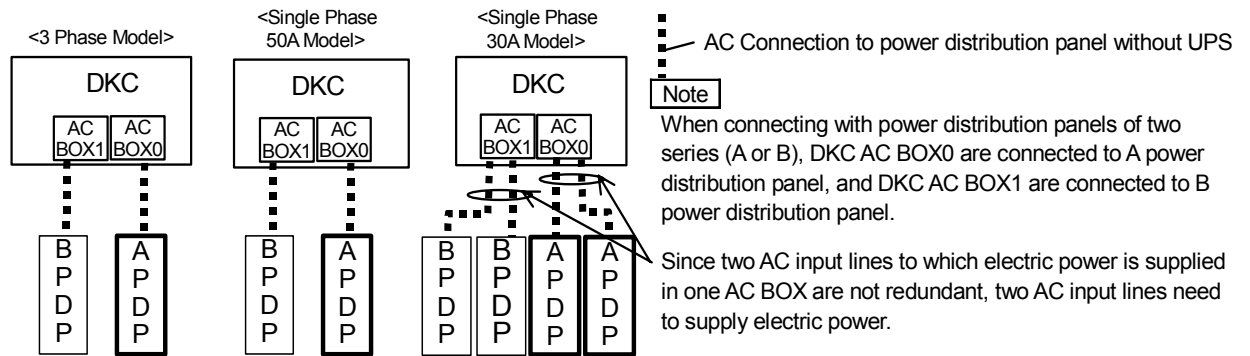 <3 Phase Model>
DKC
AC
BOX1
AC
BOX0
B
P
D
P
A
P
D
P
<Single Phase
50A Model>
DKC
AC
BOX1
AC
BOX0
B
P
D
P
A
P
D
P
<Single Phase
30A Model>
DKC
AC
BOX1
AC
BOX0
B
P
D
P
B
P
D
P
A
P
D
P
A
P
D
P
AC Connection to power distribution panel without UPS
Note
When connecting with power distribution panels of two
series (A or B), DKC AC BOX0 are connected to A power
distribution panel, and DKC AC BOX1 are connected to B
power distribution panel.
Since two AC input lines to which electric power is supplied
in one AC BOX are not redundant, two AC input lines need
to supply electric power.